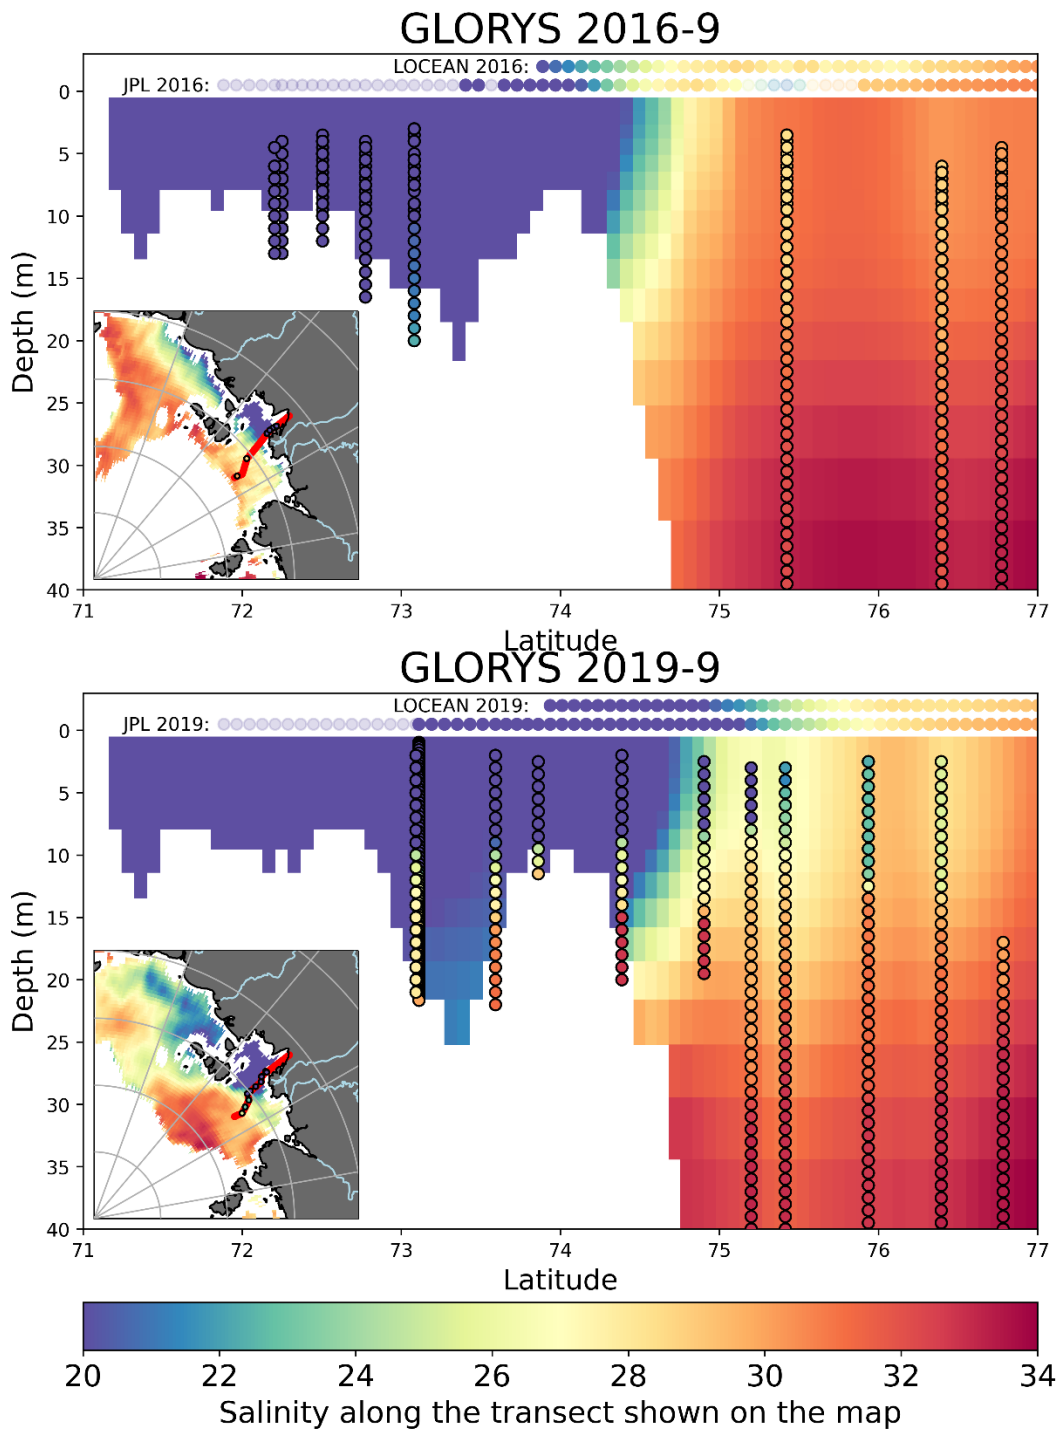 GLORYS 2016-9
LOCEAN 2016:
JPL 2016:
0
5
10
15
20
25
30
35
40
Depth (m)
71 72 73 74 75 76 77
Latitude
GLORYS 2019-9
LOCEAN 2019:
JPL 2019:
0
5
10
15
20
25
30
35
40
Depth (m)
71 72 73 74 75 76 77
Latitude
20 22 24 26 28 30 32 34
Salinity along the transect shown on the map